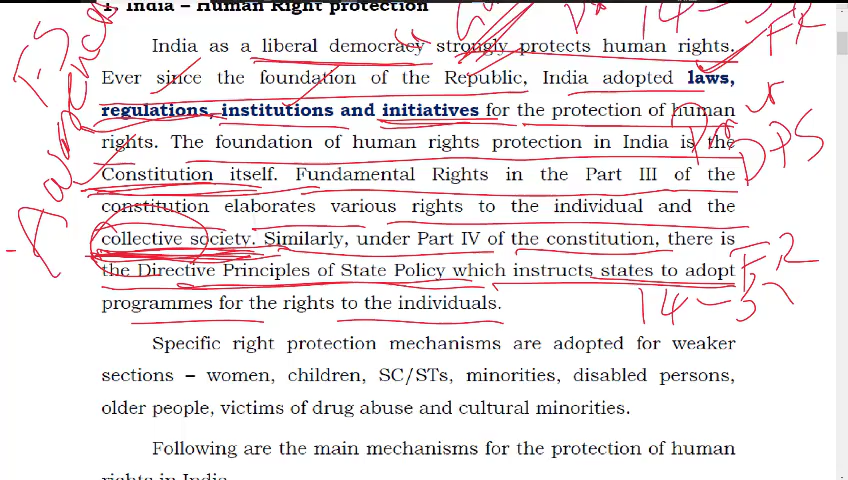 1. India – Human Right protection
India as a liberal democracy strongly protects human rights.
Ever since the foundation of the Republic, India adopted laws,
regulations, institutions and initiatives for the protection of human
rights. The foundation of human rights protection in India is the
Constitution itself. Fundamental Rights in the Part III of the
constitution elaborates various rights to the individual and the
collective society. Similarly, under Part IV of the constitution, there is
the Directive Principles of State Policy which instructs states to adopt
programmes for the rights to the individuals.
Specific right protection mechanisms are adopted for weaker
sections – women, children, SC/STs, minorities, disabled persons,
older people, victims of drug abuse and cultural minorities.
Following are the main mechanisms for the protection of human
rights in India
14 –
FR
DPS
FR
14 –